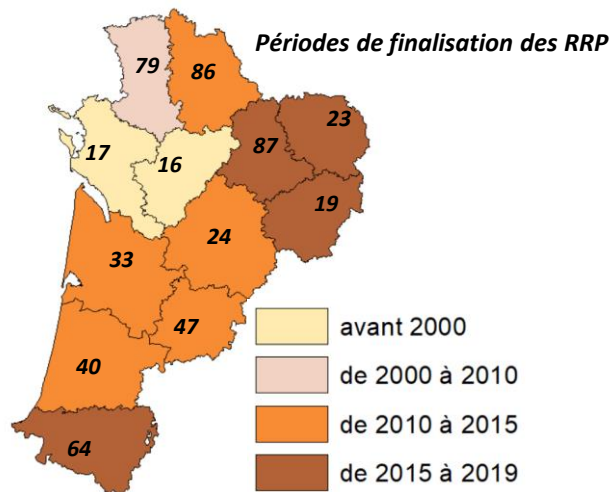 Périodes de finalisation des RRP
79
86
23
17
16
87
19
24
33
47
40
64
avant 2000
de 2000 à 2010
de 2010 à 2015
de 2015 à 2019